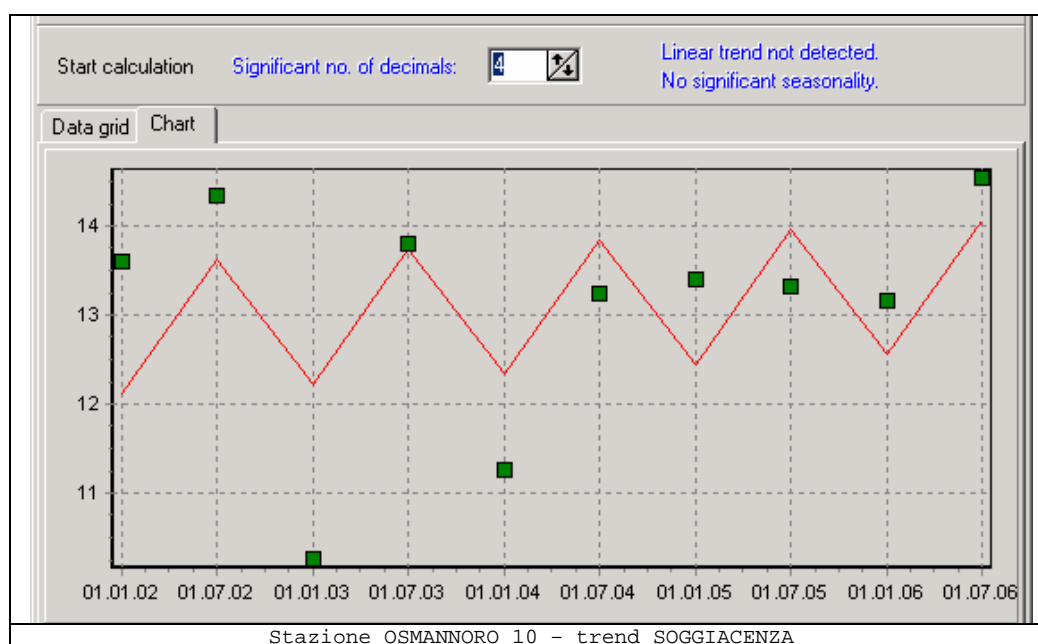 Start calculation Significant no. of decimals: 4 Linear trend not detected.
No significant seasonality.
Data grid Chart
14
13
12
11
01.01.02 01.07.02 01.01.03 01.07.03 01.01.04 01.07.04 01.01.05 01.07.05 01.01.06 01.07.06
Stazione OSMANNORO 10 – trend SOGGIACENZA